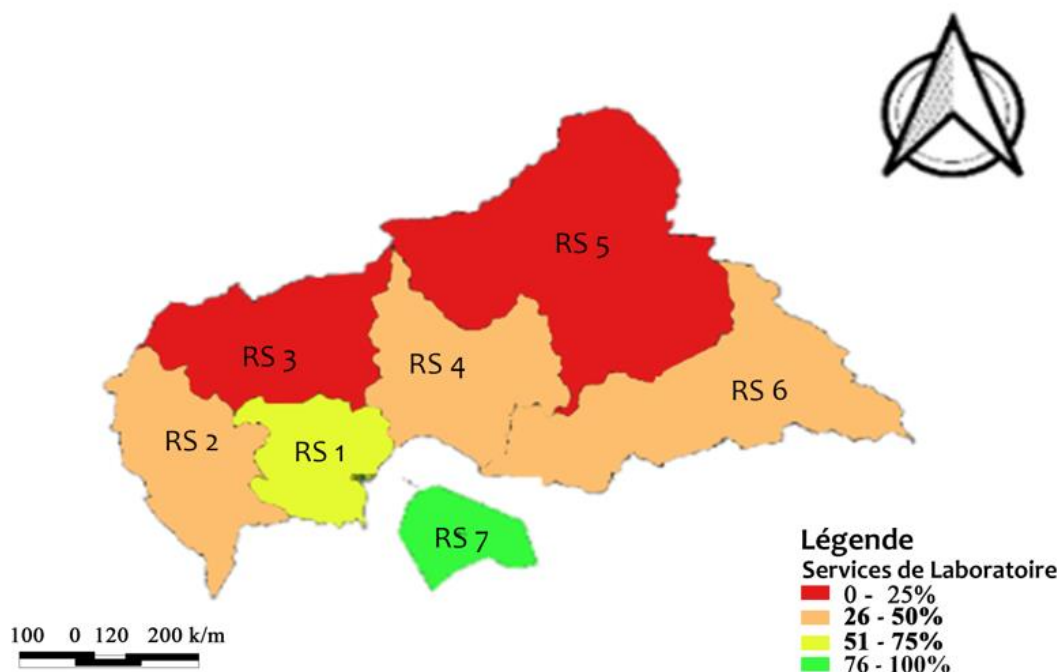 RS 5
RS 3
RS 4
RS 6
RS 2
RS 1
RS 7
Légende
Services de Laboratoire
0 - 25%
26 - 50%
51 - 75%
76 - 100%
100 0 120 200 k/m